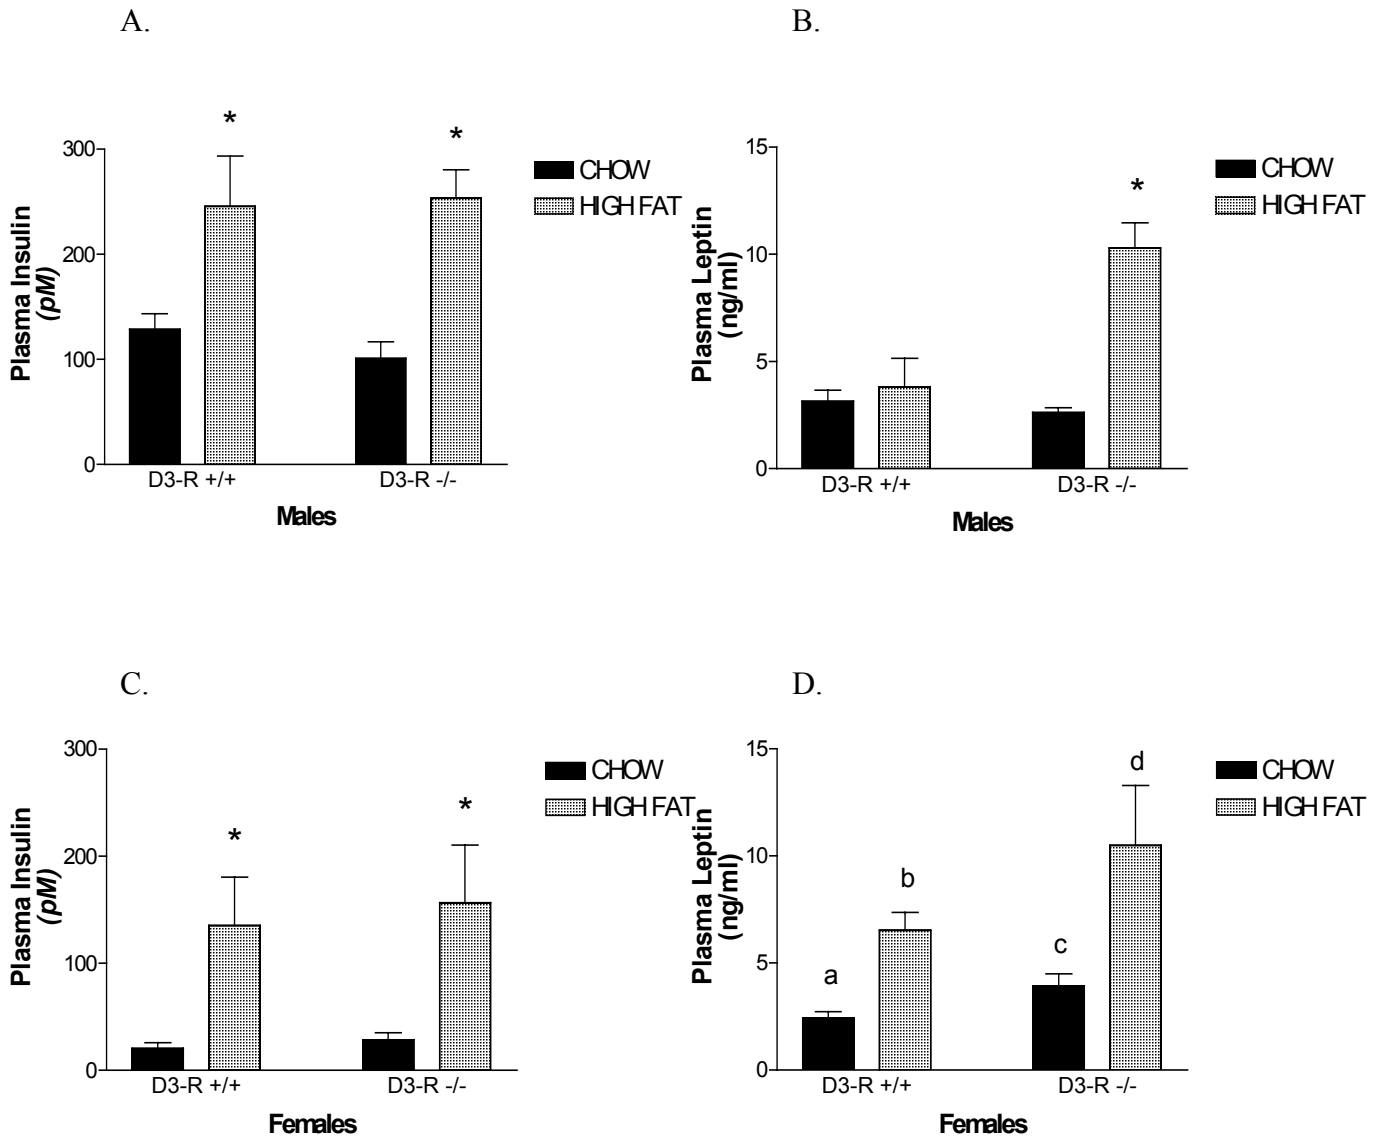 A.
*
*
300
200
100
0
Plasma Insulin
(pM)
CHOW
HIGH FAT
D3-R +/+
D3-R -/-
Males
B.
*
15
10
5
0
Plasma Leptin
(ng/ml)
CHOW
HIGH FAT
D3-R +/+
D3-R -/-
Males
C.
*
*
300
200
100
0
Plasma Insulin
(pM)
CHOW
HIGH FAT
D3-R +/+
D3-R -/-
Females
D.
a
b
c
d
15
10
5
0
Plasma Leptin
(ng/ml)
CHOW
HIGH FAT
D3-R +/+
D3-R -/-
Females